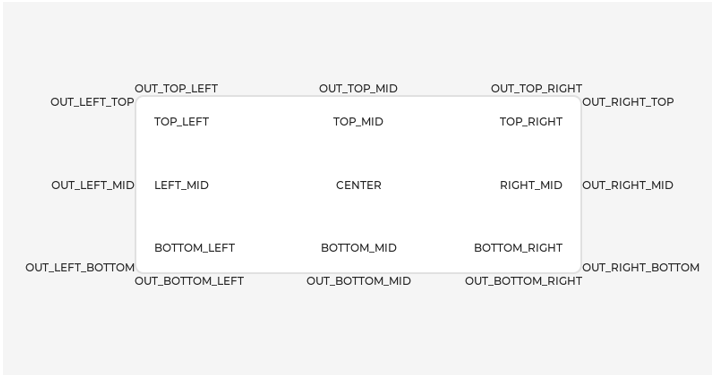 OUT_TOP_LEFT OUT_TOP_MID OUT_TOP_RIGHT
OUT_LEFT_TOP OUT_RIGHT_TOP
TOP_LEFT TOP_MID TOP_RIGHT
OUT_LEFT_MID LEFT_MID CENTER RIGHT_MID OUT_RIGHT_MID
BOTTOM_LEFT BOTTOM_MID BOTTOM_RIGHT
OUT_LEFT_BOTTOM OUT_RIGHT_BOTTOM
OUT_BOTTOM_LEFT OUT_BOTTOM_MID OUT_BOTTOM_RIGHT